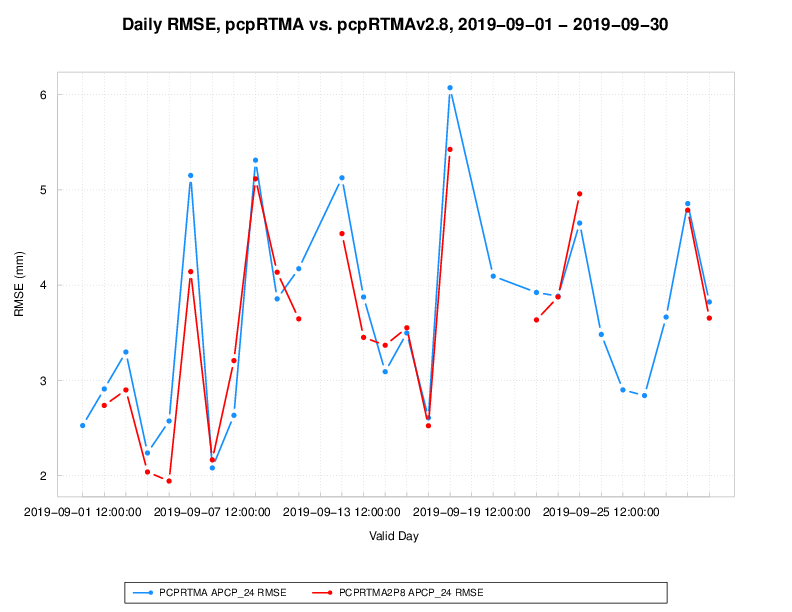 Daily RMSE, pcpRTMA vs. pcpRTMAv2.8, 2019−09−01 − 2019−09−30
6
5
4
3
2
RMSE (mm)
2019−09−01 12:00:00 2019−09−07 12:00:00 2019−09−13 12:00:00 2019−09−19 12:00:00 2019−09−25 12:00:00
Valid Day
PCPRTMA APCP_24 RMSE PCPRTMA2P8 APCP_24 RMSE